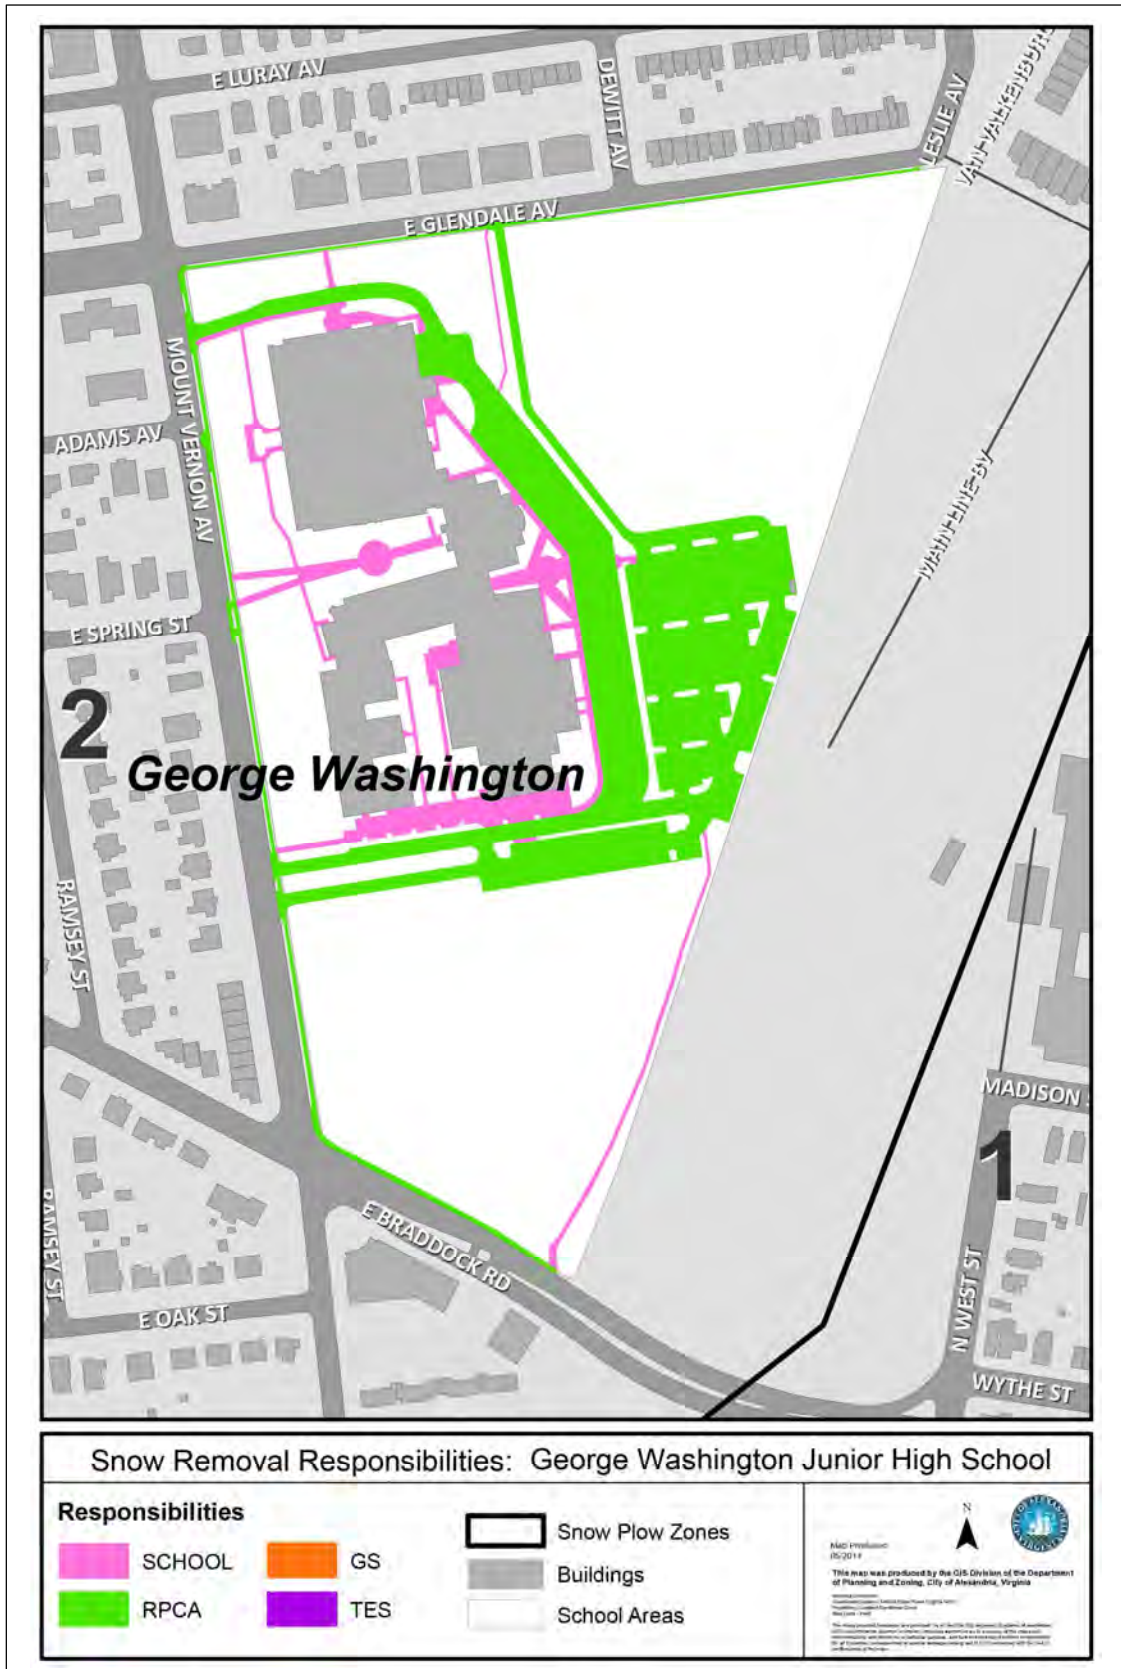 E LURAY AV
DEWITT AV
LESLIE AV
VAN VALKENBURG
E GLENDALE AV
MOUNT VERNON AV
ADAMS AV
MAIN LINE BV
E SPRING ST
2
George Washington
RAMSEY ST
MADISON
1
RAMSEY ST
E BRADDOCK RD
E OAK ST
N WEST ST
WYTHE ST
Snow Removal Responsibilities: George Washington Junior High School
Responsibilities
SCHOOL
GS
RPCA
TES
Snow Plow Zones
Buildings
School Areas
N
Map Produced
This map was produced by the GIS Division of the Department
of Planning and Zoning, City of Alexandria, Virginia